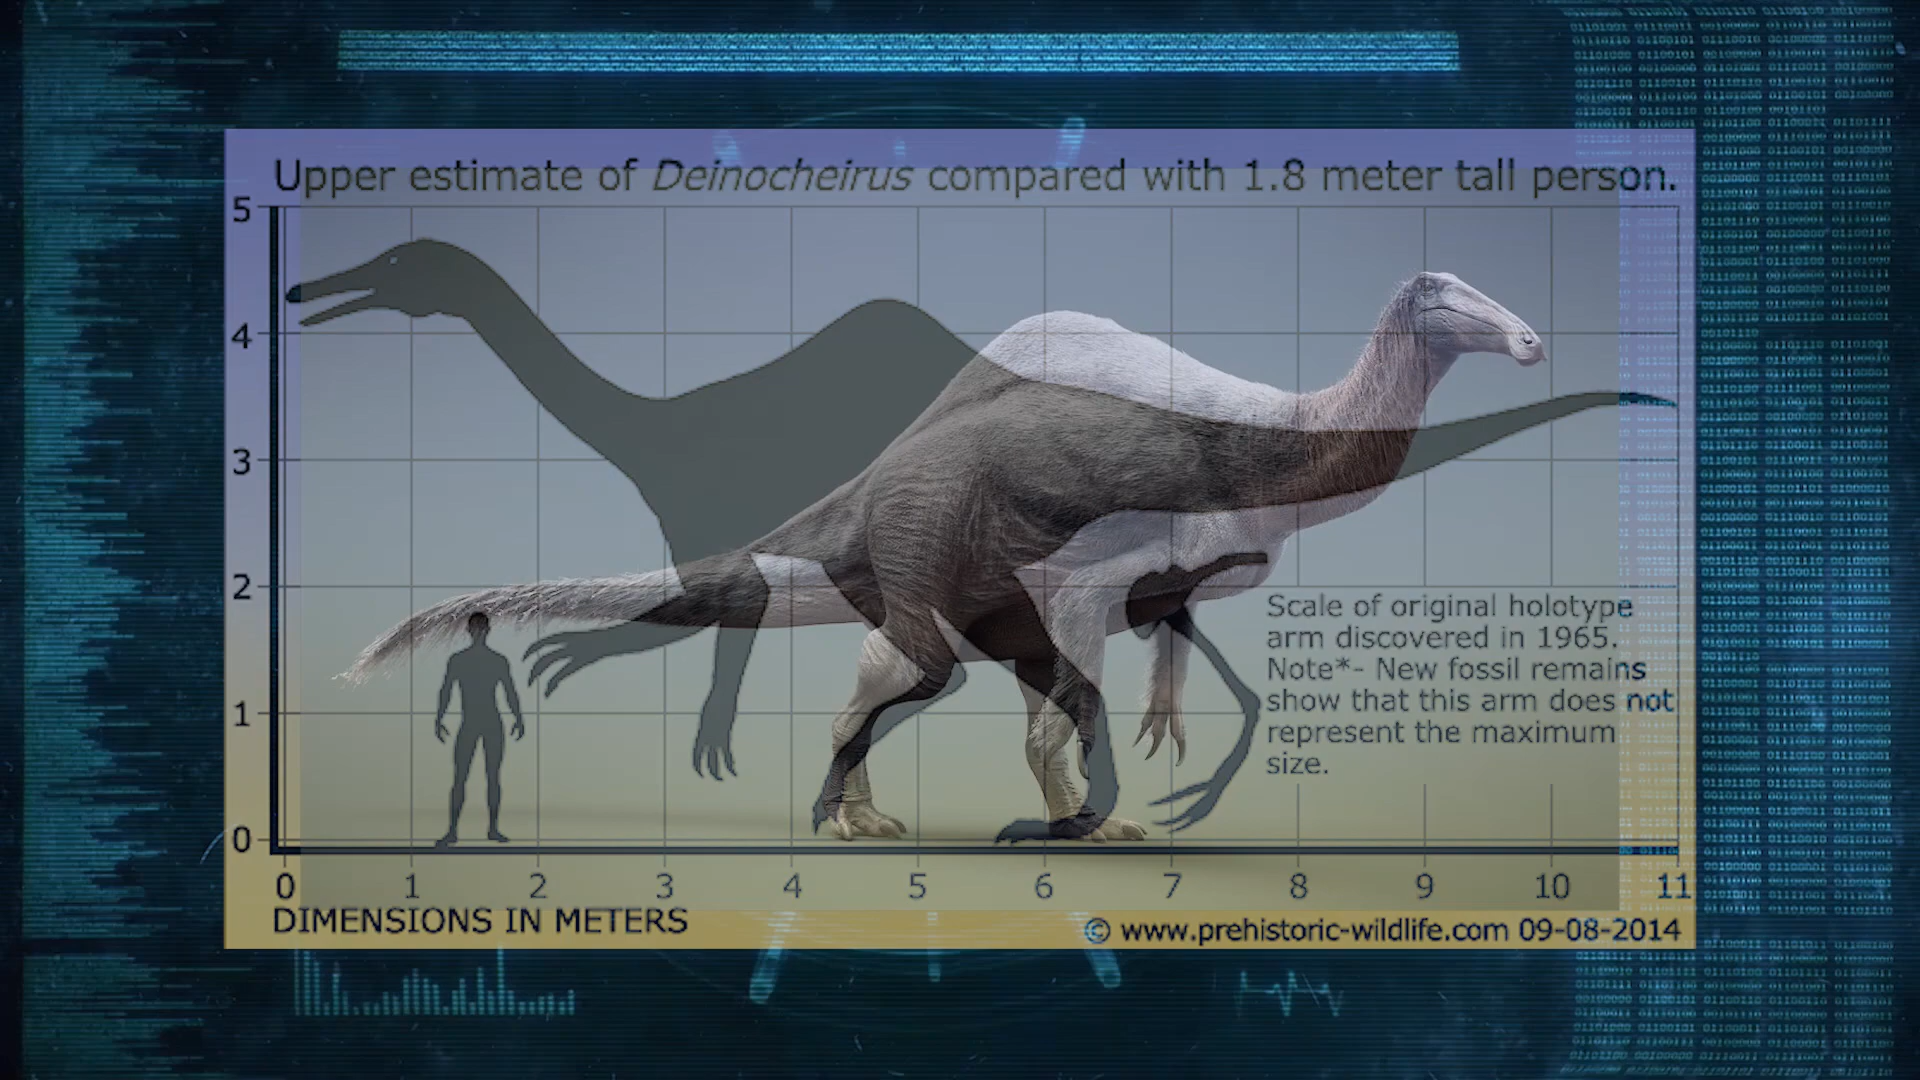 Upper estimate of Deinocheirus compared with 1.8 meter tall person.
5
4
3
2
1
0
Scale of original holotype
arm discovered in 1965.
Note*- New fossil remains
show that this arm does not
represent the maximum
size.
0 1 2 3 4 5 6 7 8 9 10 11
DIMENSIONS IN METERS
© www.prehistoric-wildlife.com 09-08-2014